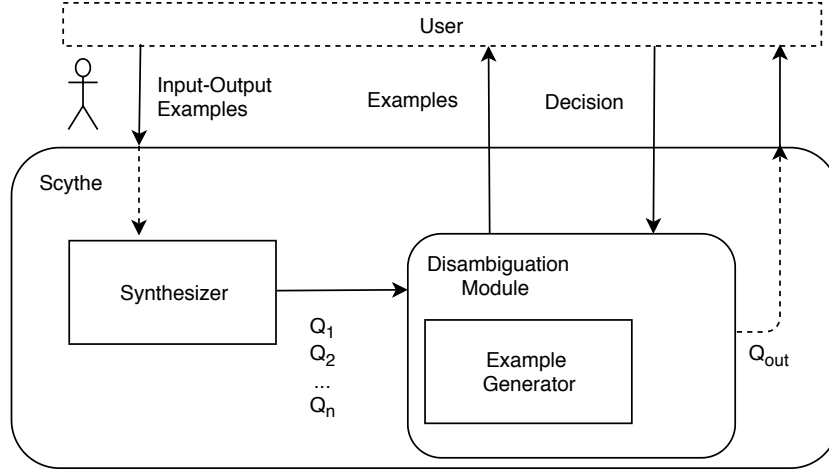 User
Input-Output
Examples
Examples
Decision
Scythe
Synthesizer
Disambiguation
Module
Q1
Q2
...
Qn
Example
Generator
Qout